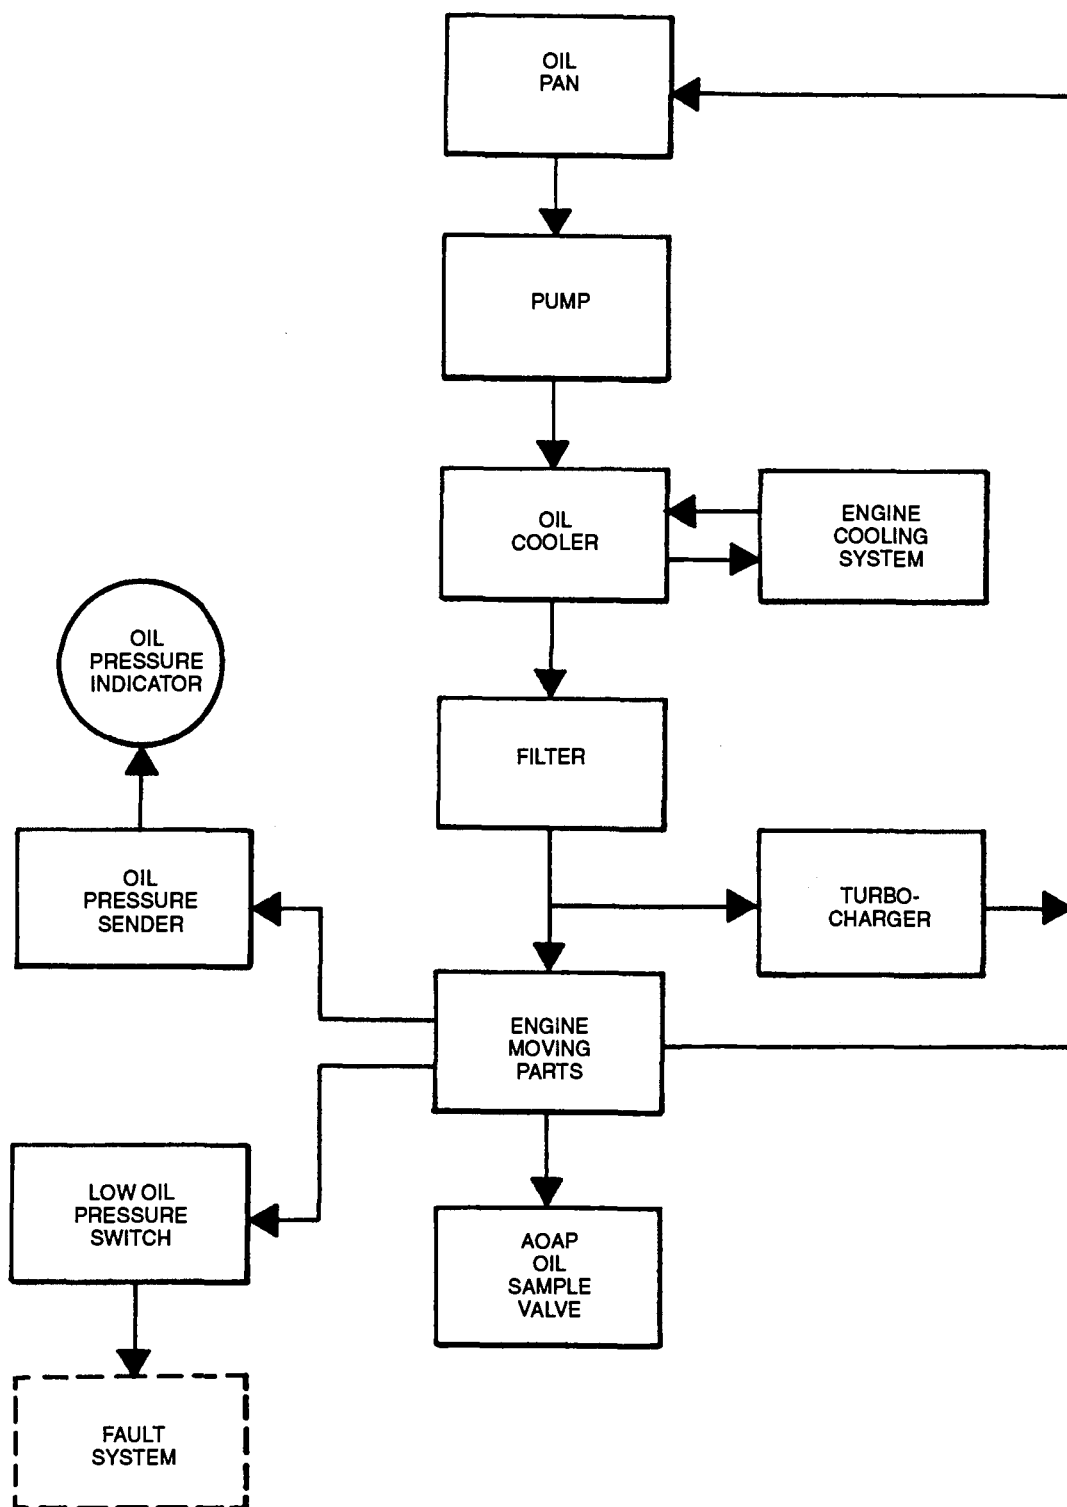 OIL
PAN
PUMP
OIL
COOLER
ENGINE
COOLING
SYSTEM
OIL
PRESSURE
INDICATOR
FILTER
OIL
PRESSURE
SENDER
TURBO-
CHARGER
ENGINE
MOVING
PARTS
LOW OIL
PRESSURE
SWITCH
AOAP
OIL
SAMPLE
VALVE
FAULT
SYSTEM